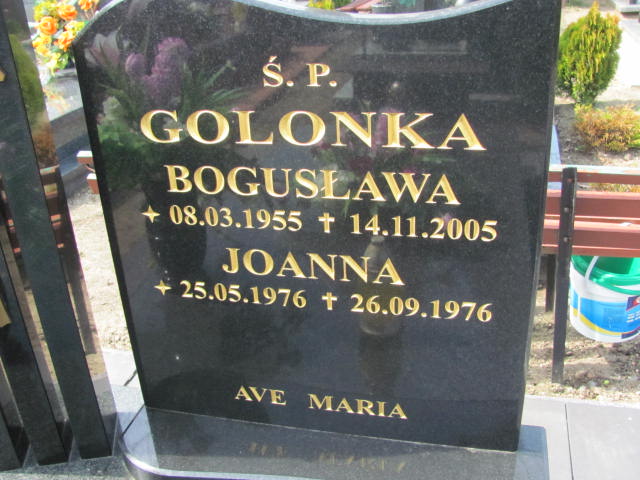 Ś. P.
GOLONKA
BOGUSŁAWA
✦ 08.03.1955 ✝ 14.11.2005
JOANNA
✦ 25.05.1976 ✝ 26.09.1976
AVE MARIA